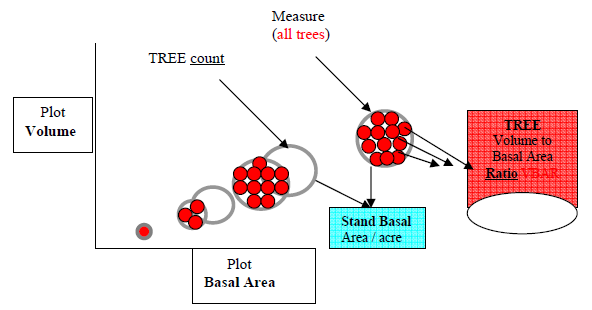 Measure
(all trees)
TREE count
Plot
Volume
TREE
Volume to
Basal Area
Ratio VBAR
Stand Basal
Area / acre
Plot
Basal Area